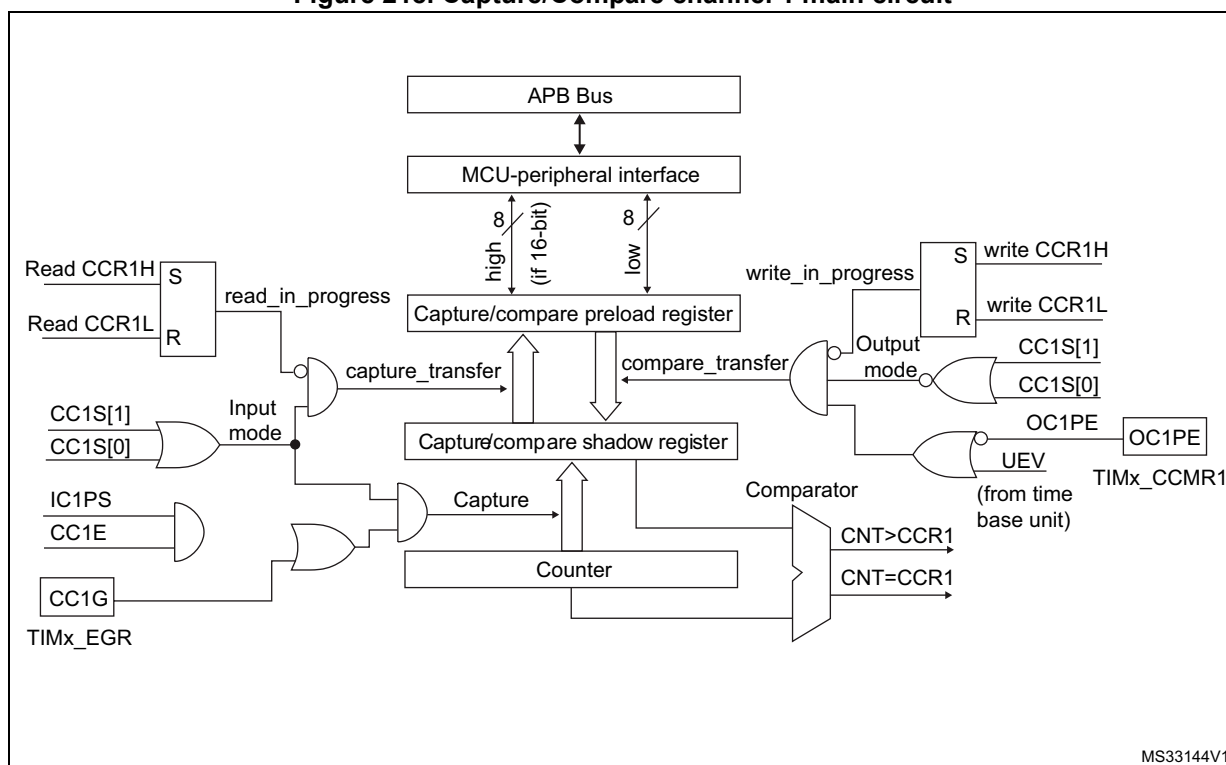 APB Bus
MCU-peripheral interface
8
high
(if 16-bit)
8
low
Read CCR1H
S
read_in_progress
Read CCR1L
R
write_in_progress
S
write CCR1H
R
write CCR1L
Capture/compare preload register
capture_transfer
compare_transfer
Output
mode
CC1S[1]
CC1S[0]
CC1S[1]
CC1S[0]
Input
mode
Capture/compare shadow register
OC1PE
OC1PE
UEV
TIMx_CCMR1
(from time
base unit)
IC1PS
CC1E
Capture
Comparator
CNT>CCR1
CNT=CCR1
Counter
CC1G
TIMx_EGR
MS33144V1